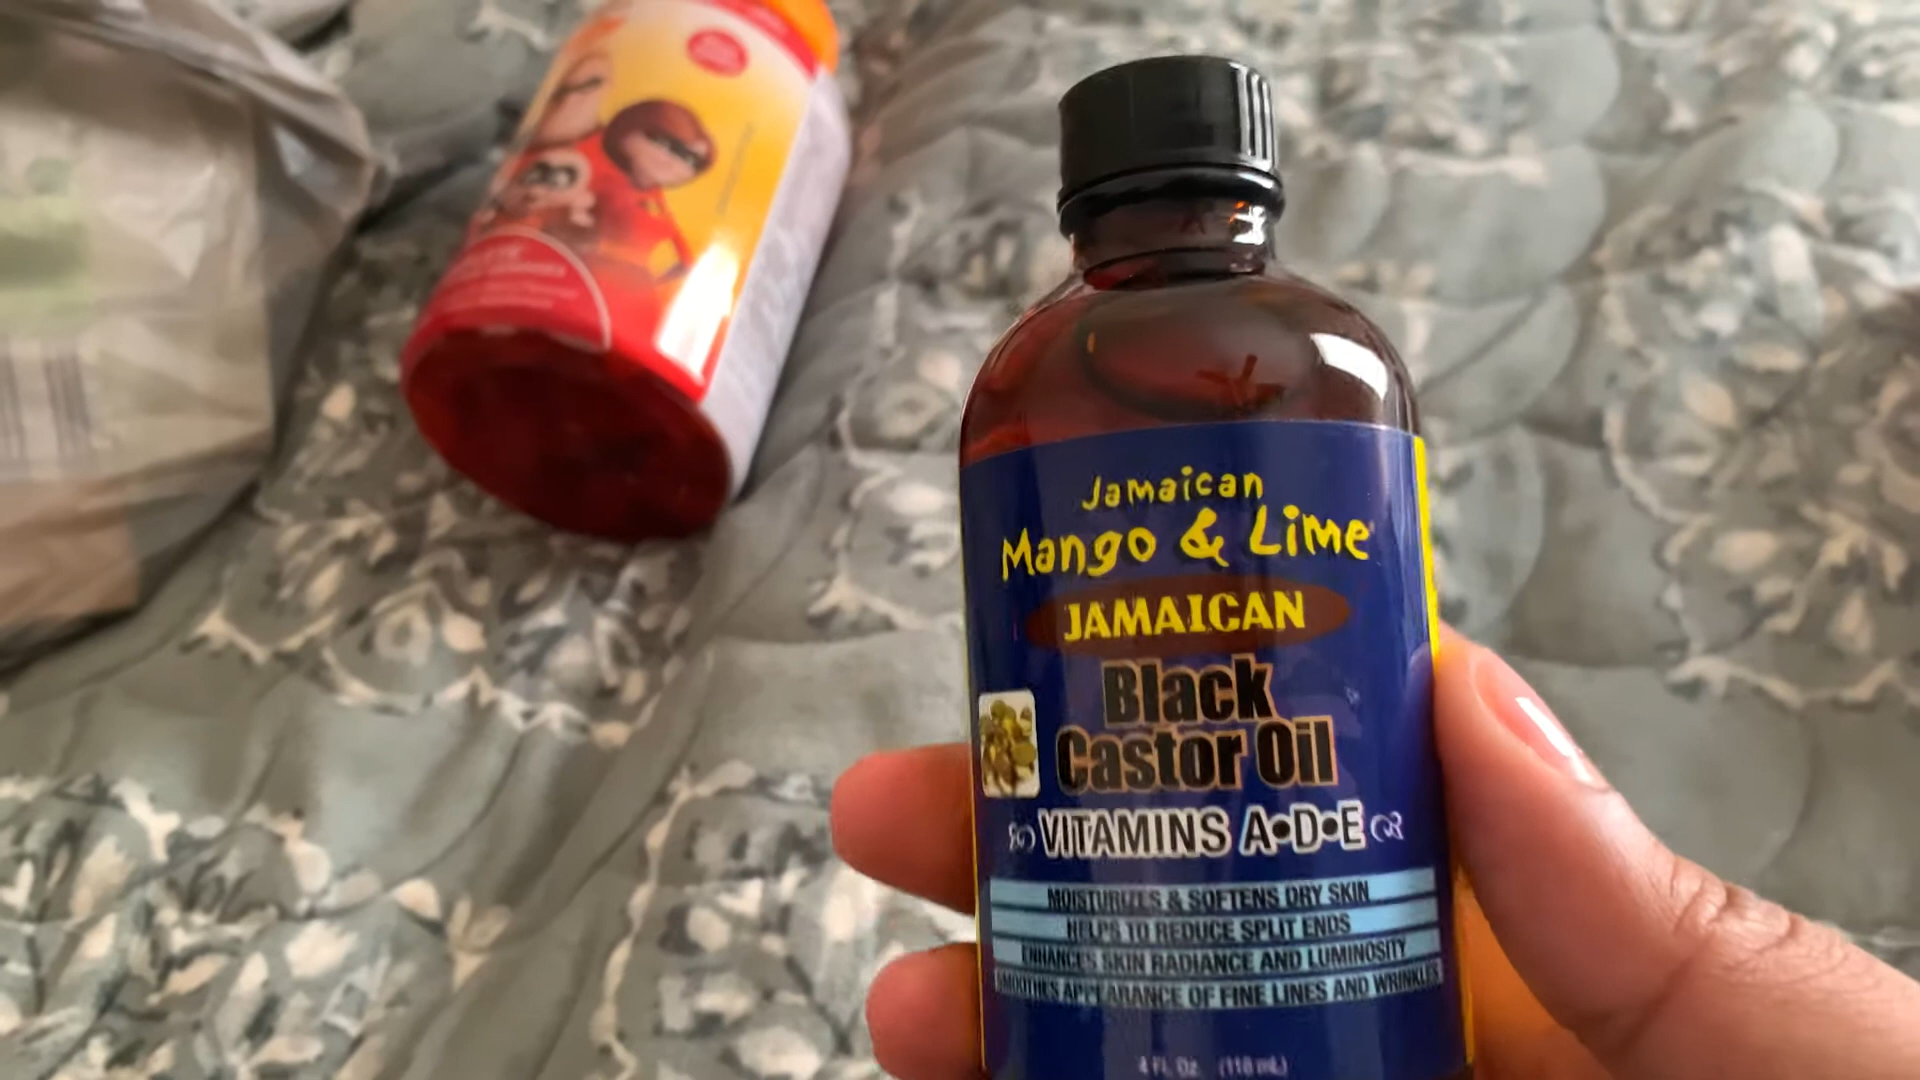 Jamaican
Mango & Lime
JAMAICAN
Black
Castor Oil
VITAMINS A•D•E
MOISTURIZES & SOFTENS DRY SKIN
HELPS TO REDUCE SPLIT ENDS
ENHANCES SKIN RADIANCE AND LUMINOSITY
SMOOTHES APPEARANCE OF FINE LINES AND WRINKLES
4 FL. Oz. (118 mL)